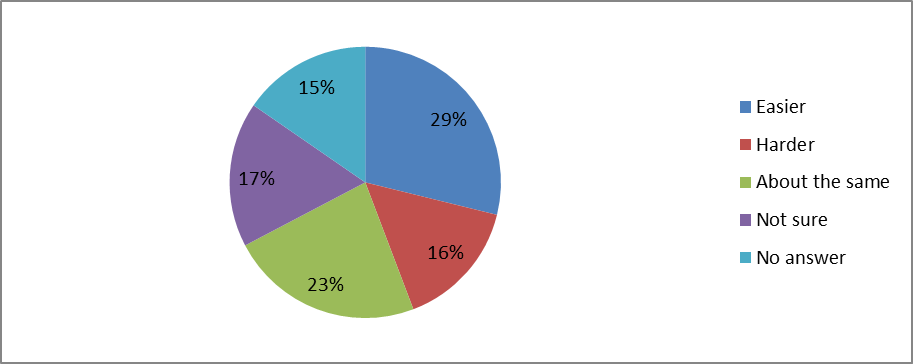 15%
29%
17%
16%
23%
Easier
Harder
About the same
Not sure
No answer